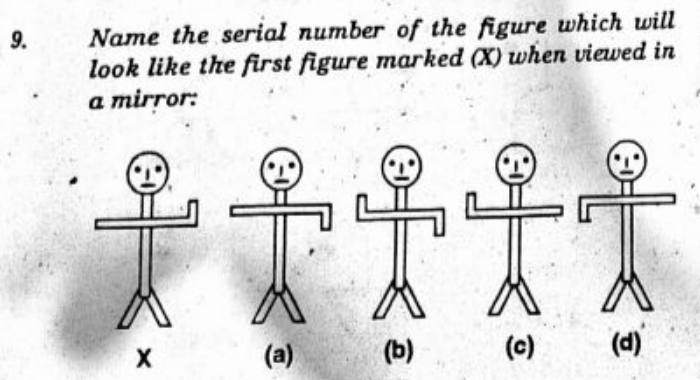 9. Name the serial number of the figure which will
look like the first figure marked (X) when viewed in
a mirror:
X (a) (b) (c) (d)